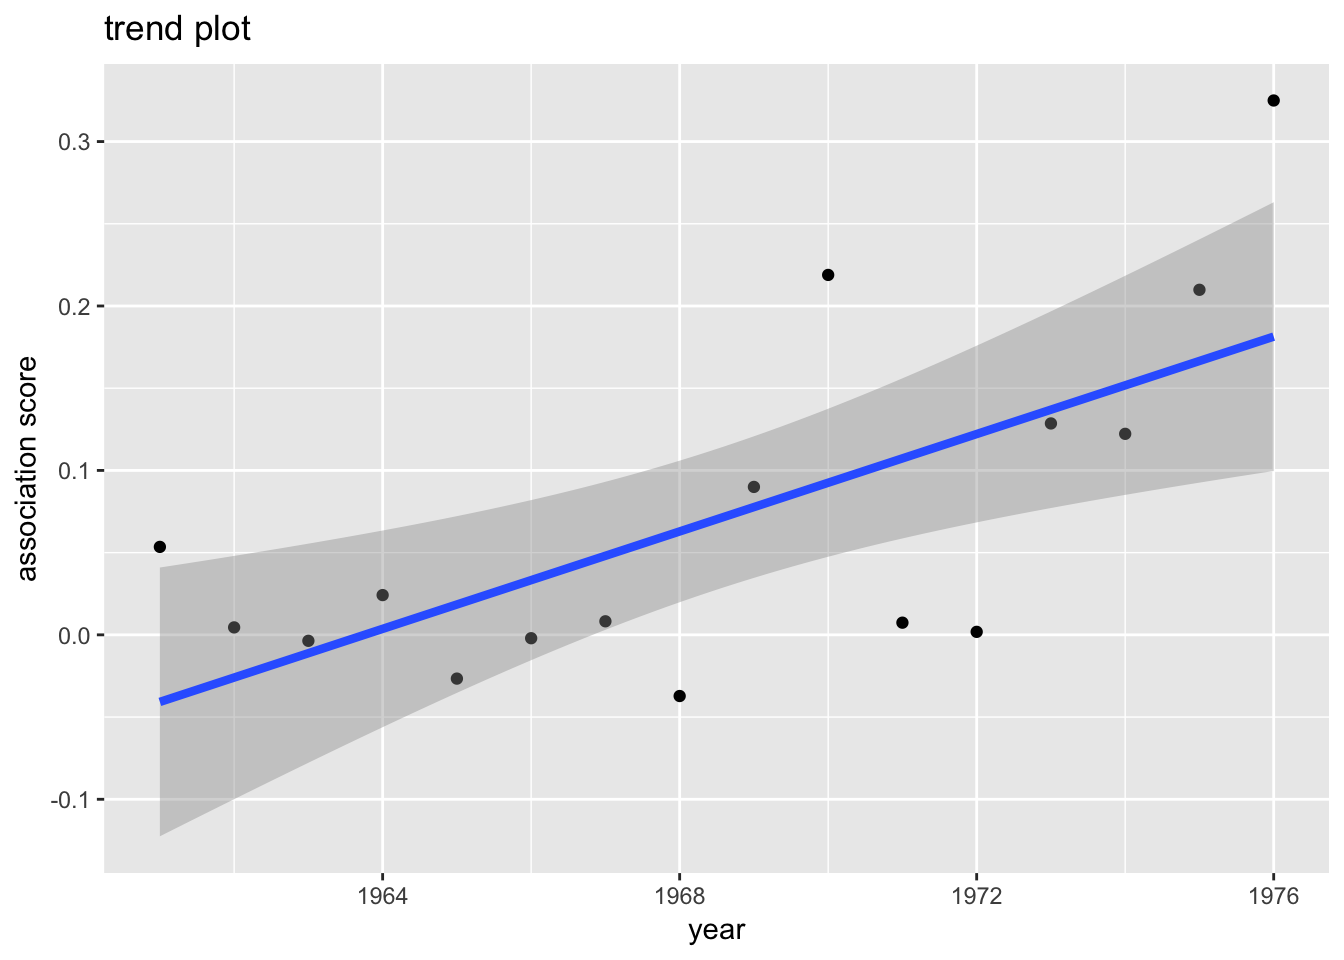 trend plot
0.3
0.2
0.1
0.0
-0.1
association score
1964 1968 1972 1976
year